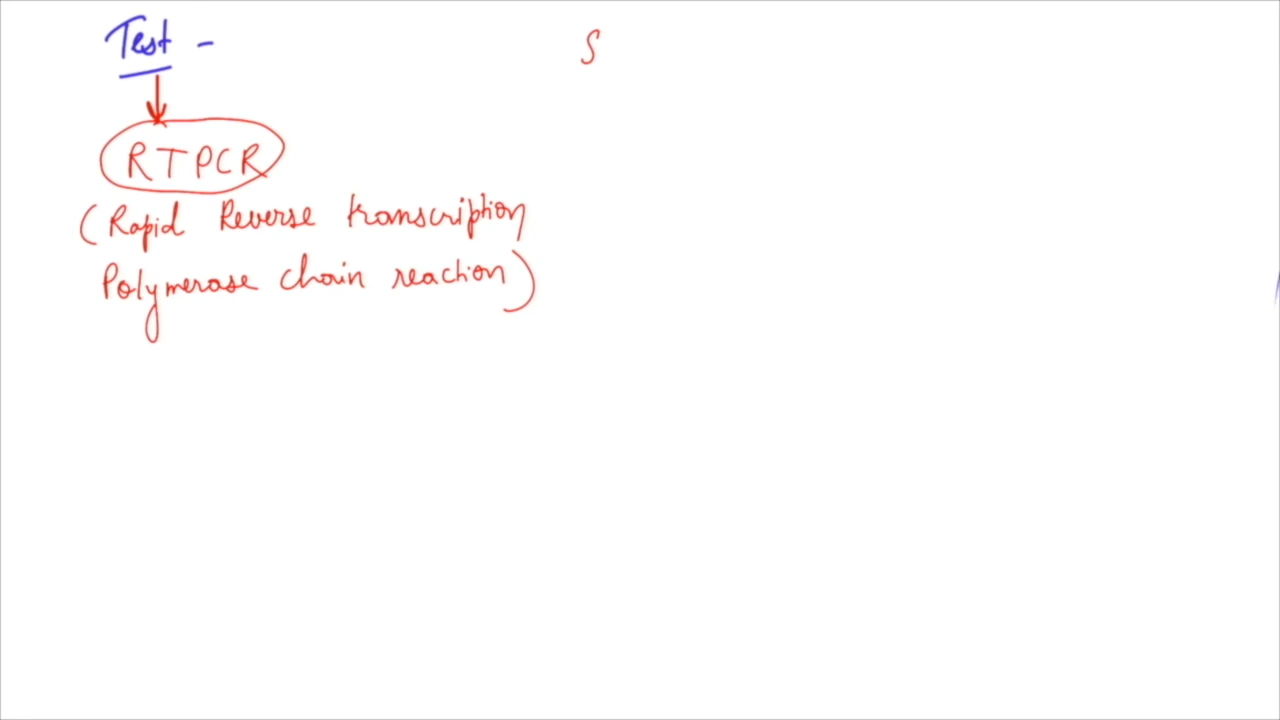 Test -
S
RTPCR
(Rapid Reverse transcription
Polymerase chain reaction)